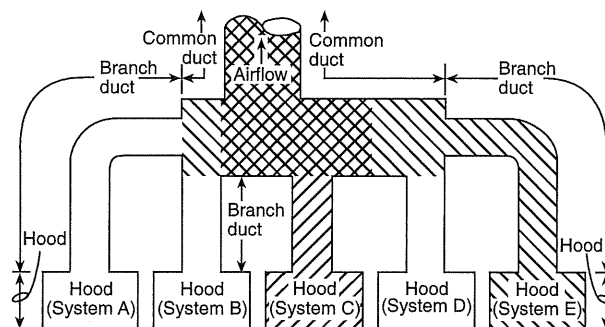 Common
duct
Common
duct
Branch
duct
Airflow
Branch
duct
Branch
duct
Hood
Hood
Hood
(System A)
Hood
(System B)
Hood
(System C)
Hood
(System D)
Hood
(System E)